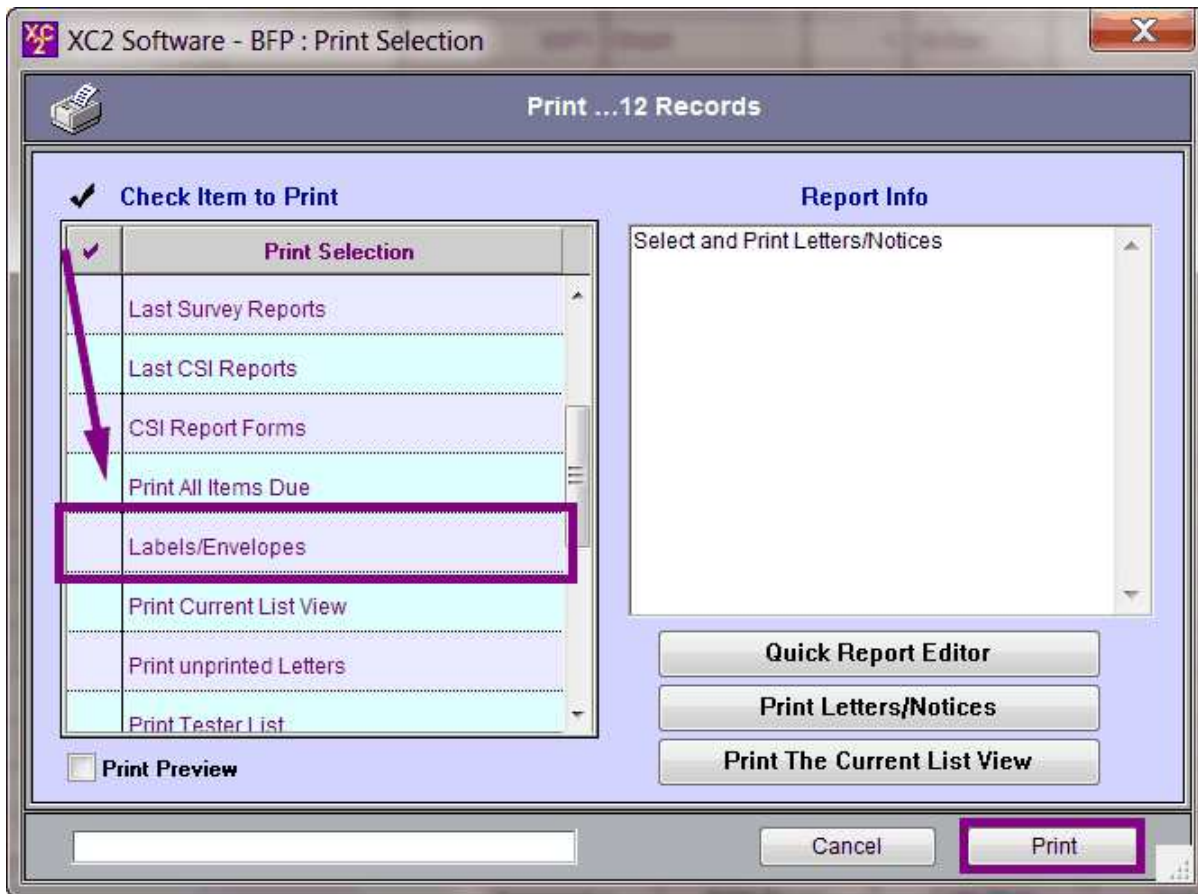 XC2 Software - BFP : Print Selection
Print ...12 Records
Check Item to Print
Print Selection
Last Survey Reports
Last CSI Reports
CSI Report Forms
Print All Items Due
Labels/Envelopes
Print Current List View
Print unprinted Letters
Print Tester List
Print Preview
Report Info
Select and Print Letters/Notices
Quick Report Editor
Print Letters/Notices
Print The Current List View
Cancel
Print